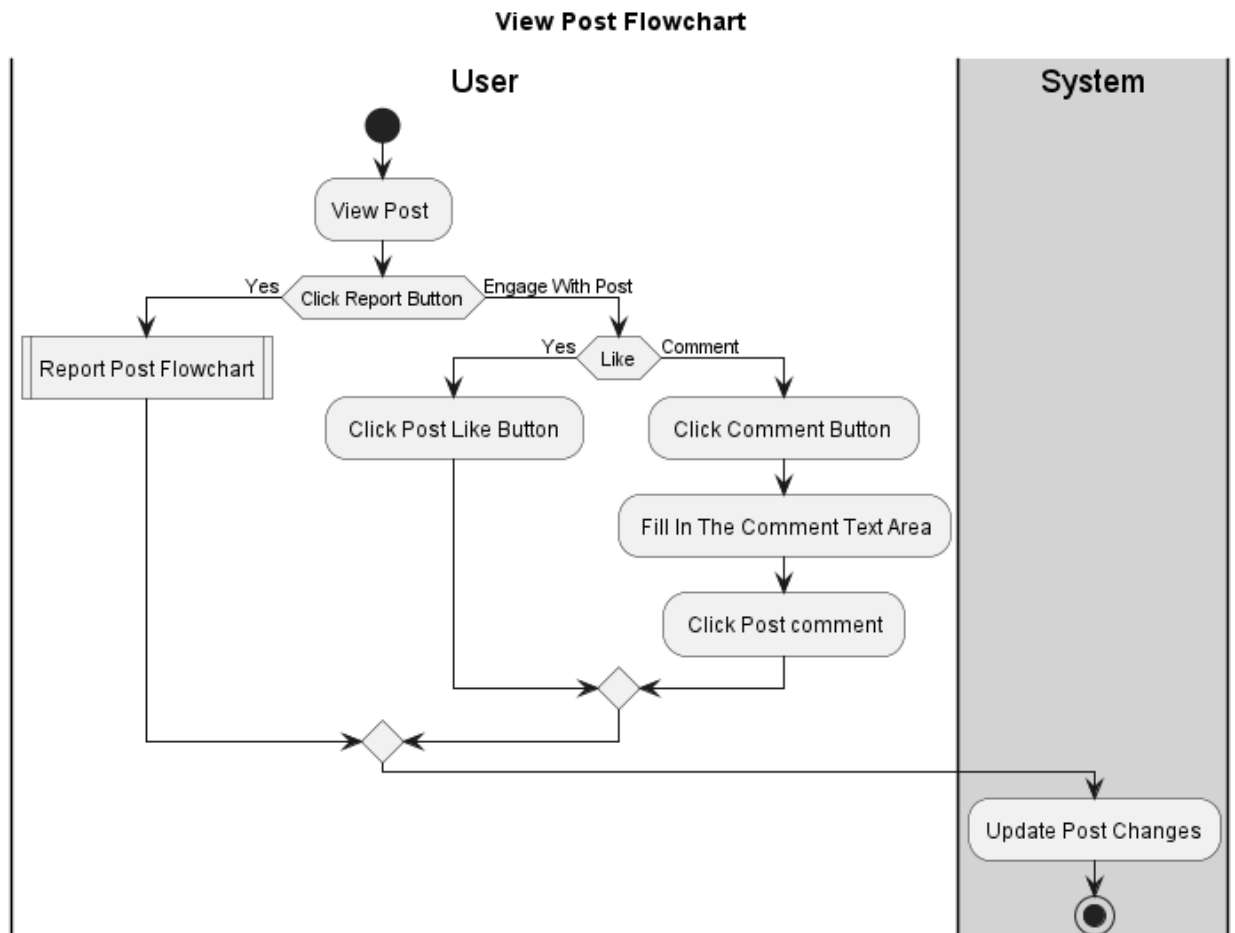 View Post Flowchart
User
System
View Post
Yes
Click Report Button
Engage With Post
Report Post Flowchart
Yes
Like
Comment
Click Post Like Button
Click Comment Button
Fill In The Comment Text Area
Click Post comment
Update Post Changes